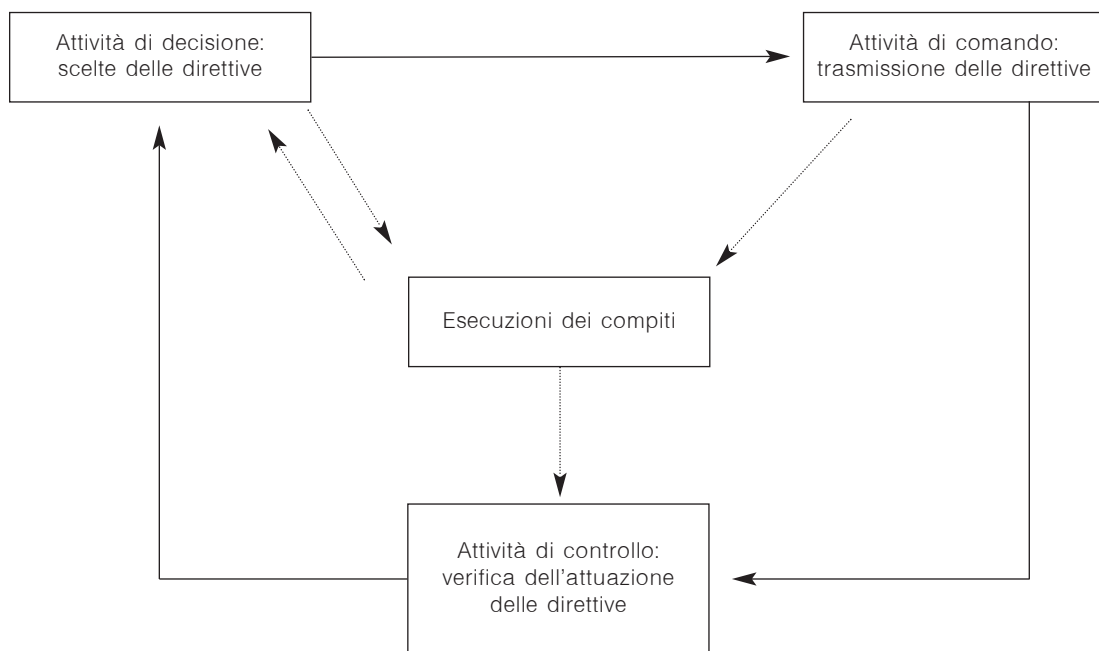 Attività di decisione:
scelte delle direttive
Attività di comando:
trasmissione delle direttive
Esecuzioni dei compiti
Attività di controllo:
verifica dell'attuazione
delle direttive